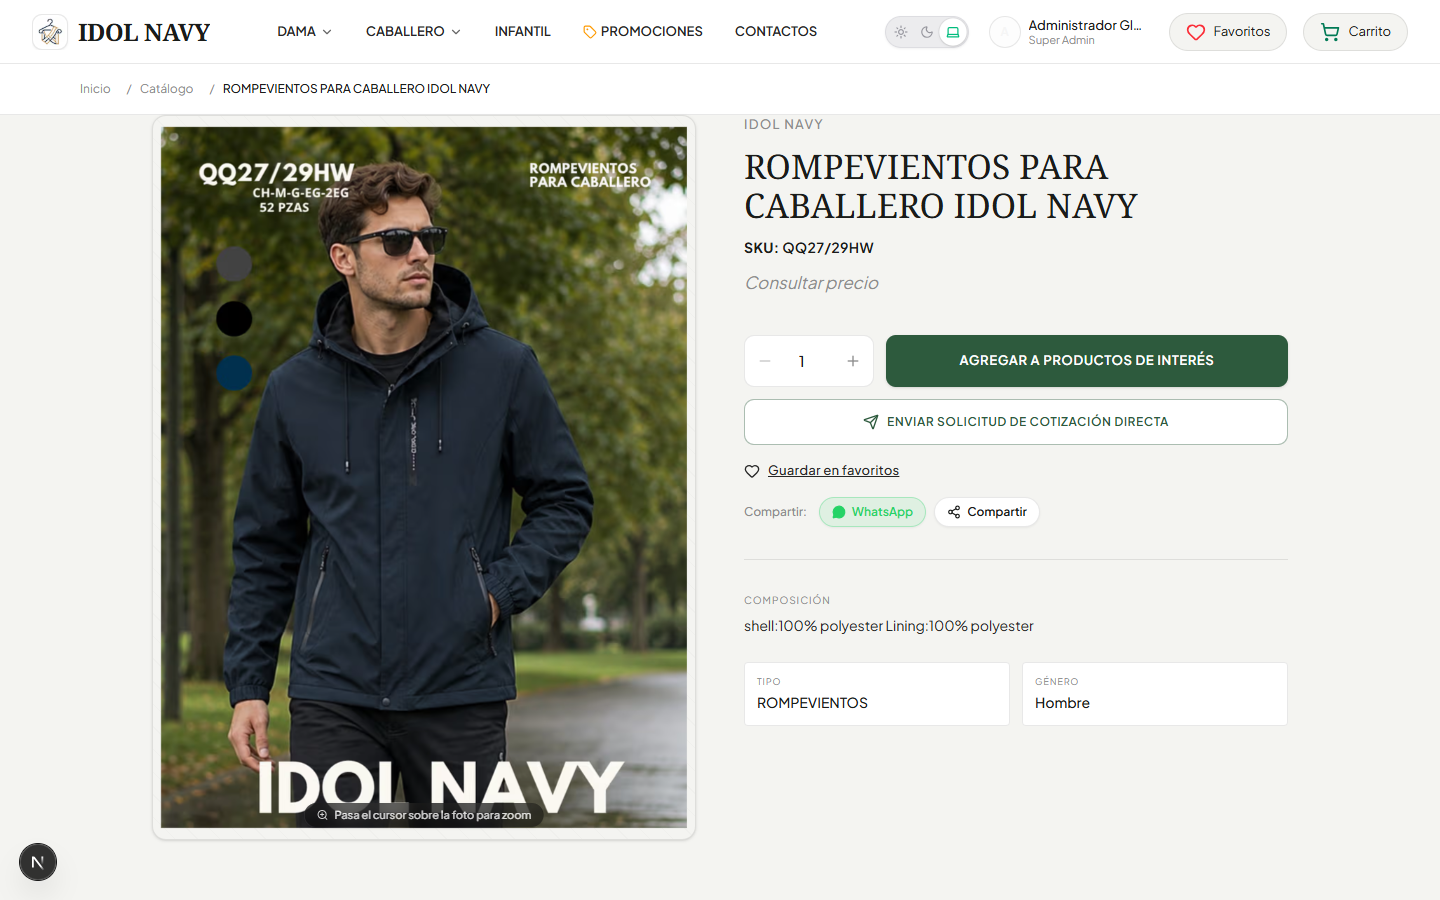 IDOL NAVY
DAMA
CABALLERO
INFANTIL
PROMOCIONES
CONTACTOS
Administrador Gl...
Super Admin
Favoritos
Carrito
Inicio / Catálogo / ROMPEVIENTOS PARA CABALLERO IDOL NAVY
QQ27/29HW
CH-M-G-EG-2EG
52 PZAS
ROMPEVIENTOS
PARA CABALLERO
IDOL NAVY
Pasa el cursor sobre la foto para zoom
IDOL NAVY
ROMPEVIENTOS PARA
CABALLERO IDOL NAVY
SKU: QQ27/29HW
Consultar precio
1
AGREGAR A PRODUCTOS DE INTERÉS
ENVIAR SOLICITUD DE COTIZACIÓN DIRECTA
Guardar en favoritos
Compartir:
WhatsApp
Compartir
COMPOSICIÓN
shell:100% polyester Lining:100% polyester
TIPO
ROMPEVIENTOS
GÉNERO
Hombre
N